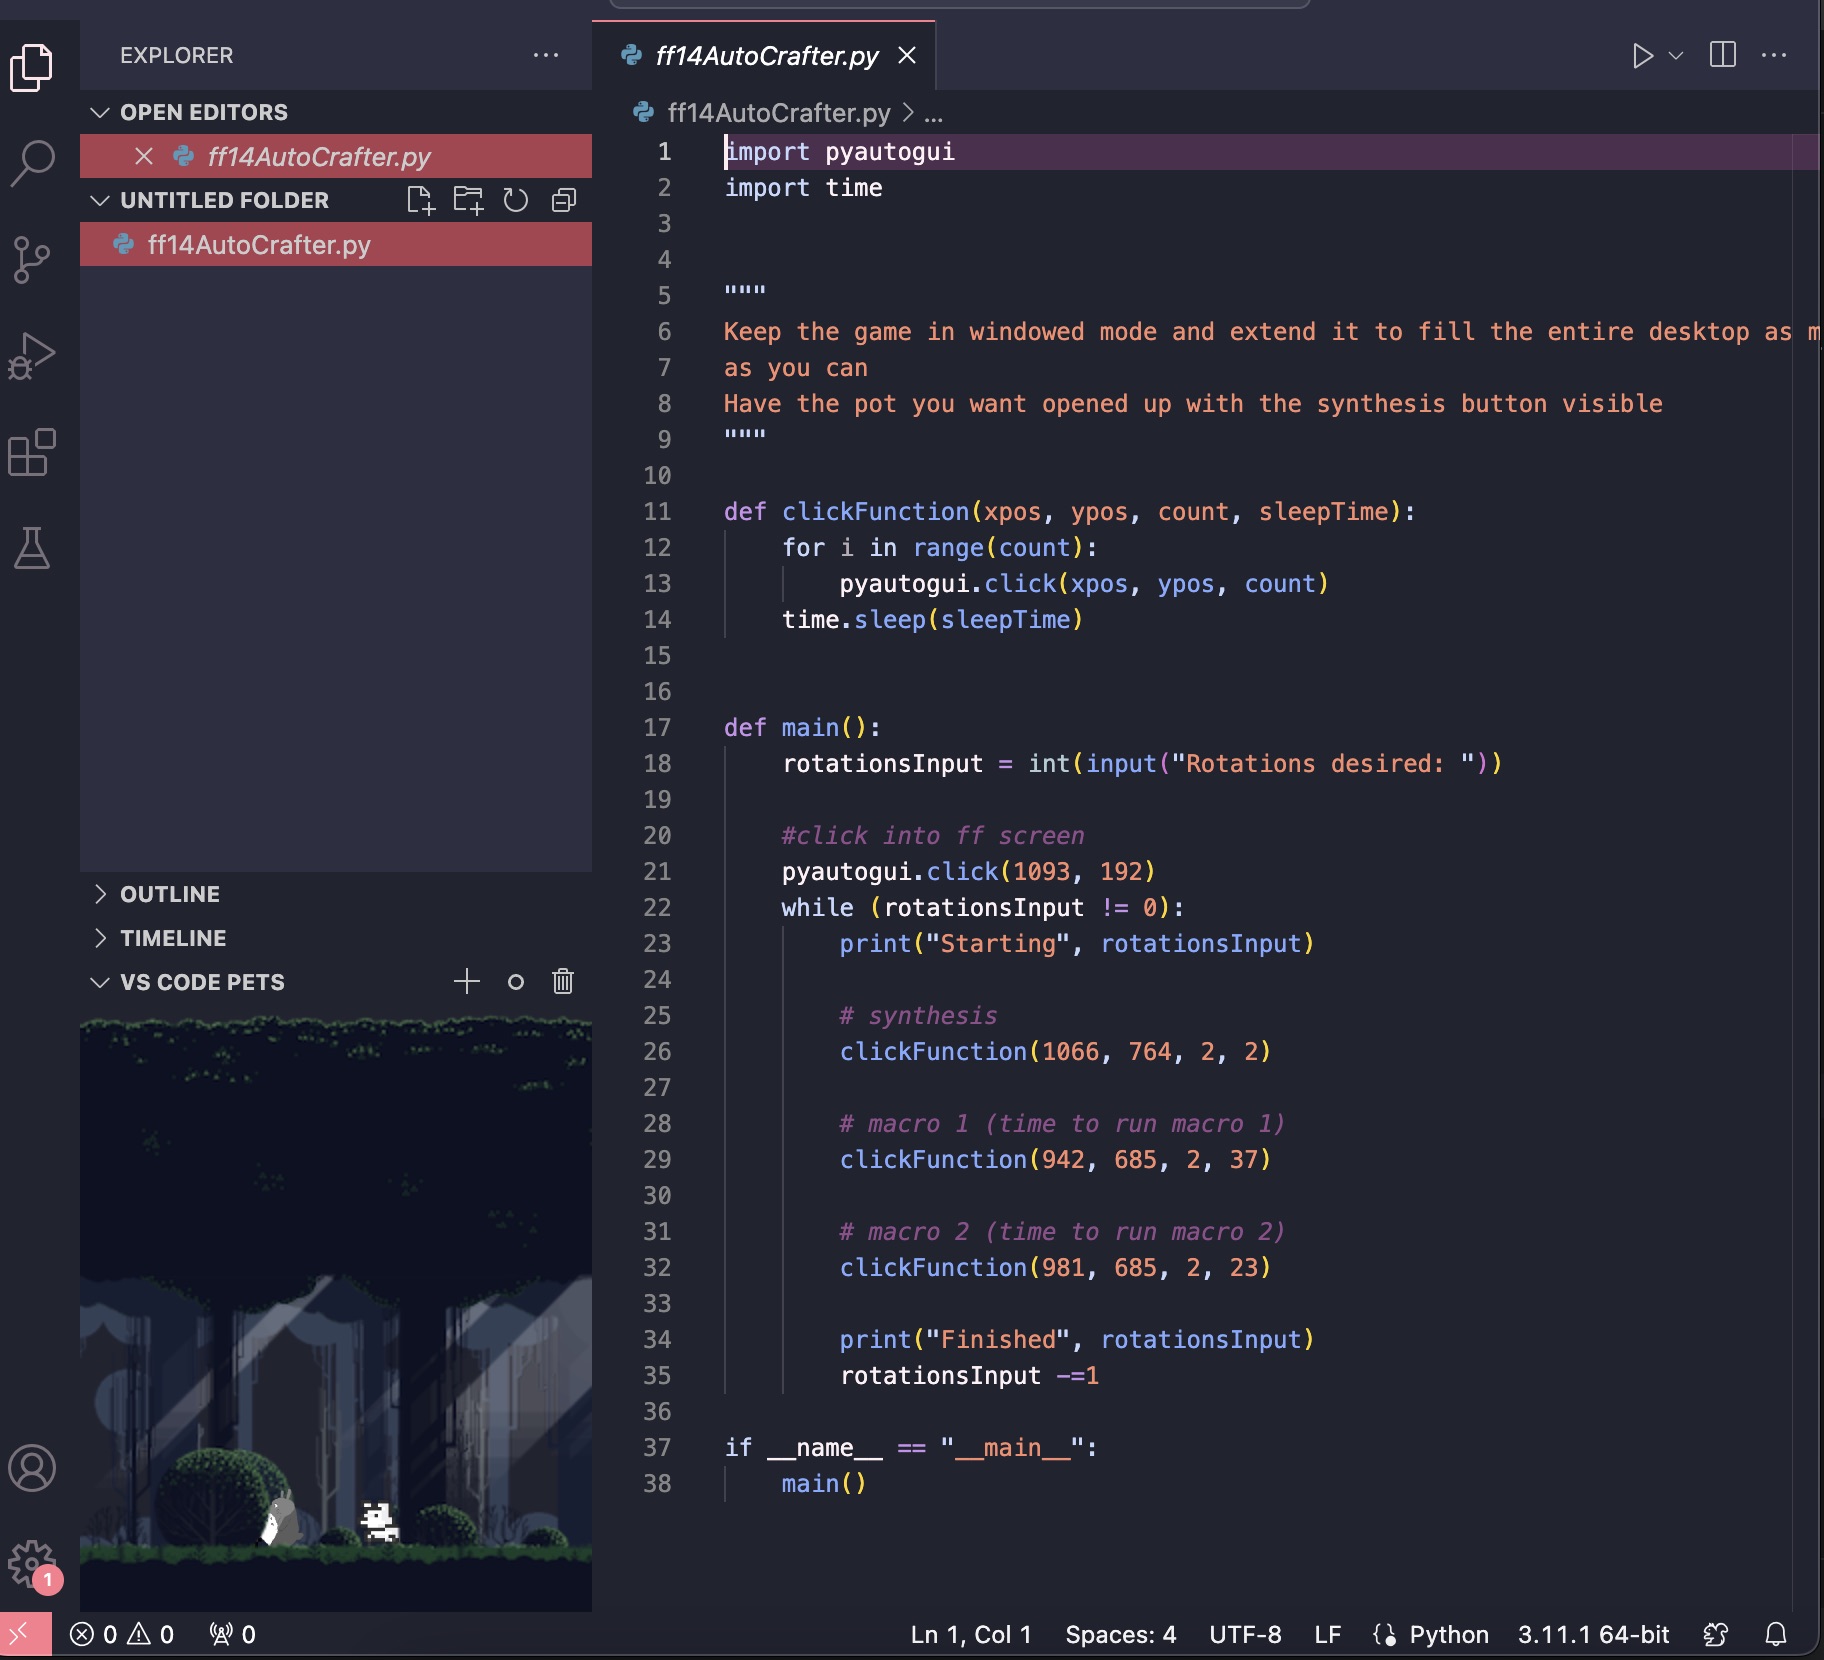 EXPLORER
OPEN EDITORS
ff14AutoCrafter.py
UNTITLED FOLDER
ff14AutoCrafter.py
OUTLINE
TIMELINE
VS CODE PETS
ff14AutoCrafter.py
ff14AutoCrafter.py > ...
1 import pyautogui
2 import time
3
4
5 """
6 Keep the game in windowed mode and extend it to fill the entire desktop as
7 as you can
8 Have the pot you want opened up with the synthesis button visible
9 """
10
11 def clickFunction(xpos, ypos, count, sleepTime):
12 for i in range(count):
13 pyautogui.click(xpos, ypos, count)
14 time.sleep(sleepTime)
15
16
17 def main():
18 rotationsInput = int(input("Rotations desired: "))
19
20 #click into ff screen
21 pyautogui.click(1093, 192)
22 while (rotationsInput != 0):
23 print("Starting", rotationsInput)
24
25 # synthesis
26 clickFunction(1066, 764, 2, 2)
27
28 # macro 1 (time to run macro 1)
29 clickFunction(942, 685, 2, 37)
30
31 # macro 2 (time to run macro 2)
32 clickFunction(981, 685, 2, 23)
33
34 print("Finished", rotationsInput)
35 rotationsInput -=1
36
37 if __name__ == "__main__":
38 main()
1
0 0 0 Ln 1, Col 1 Spaces: 4 UTF-8 LF Python 3.11.1 64-bit